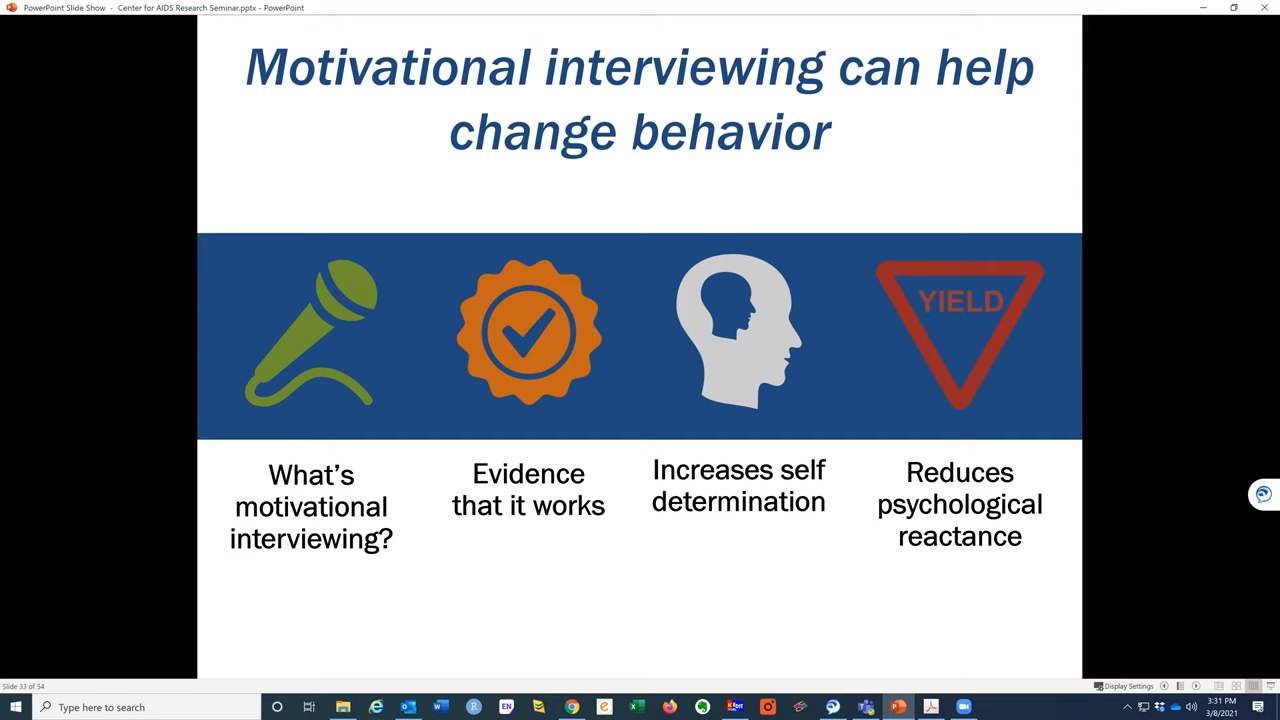 PowerPoint Slide Show - Center for AIDS Research Seminar.pptx - PowerPoint
Motivational interviewing can help
change behavior
YIELD
What's
motivational
interviewing?
Evidence
that it works
Increases self
determination
Reduces
psychological
reactance
Slide 33 of 54
Display Settings
Type here to search
EN
3:31 PM
3/8/2021